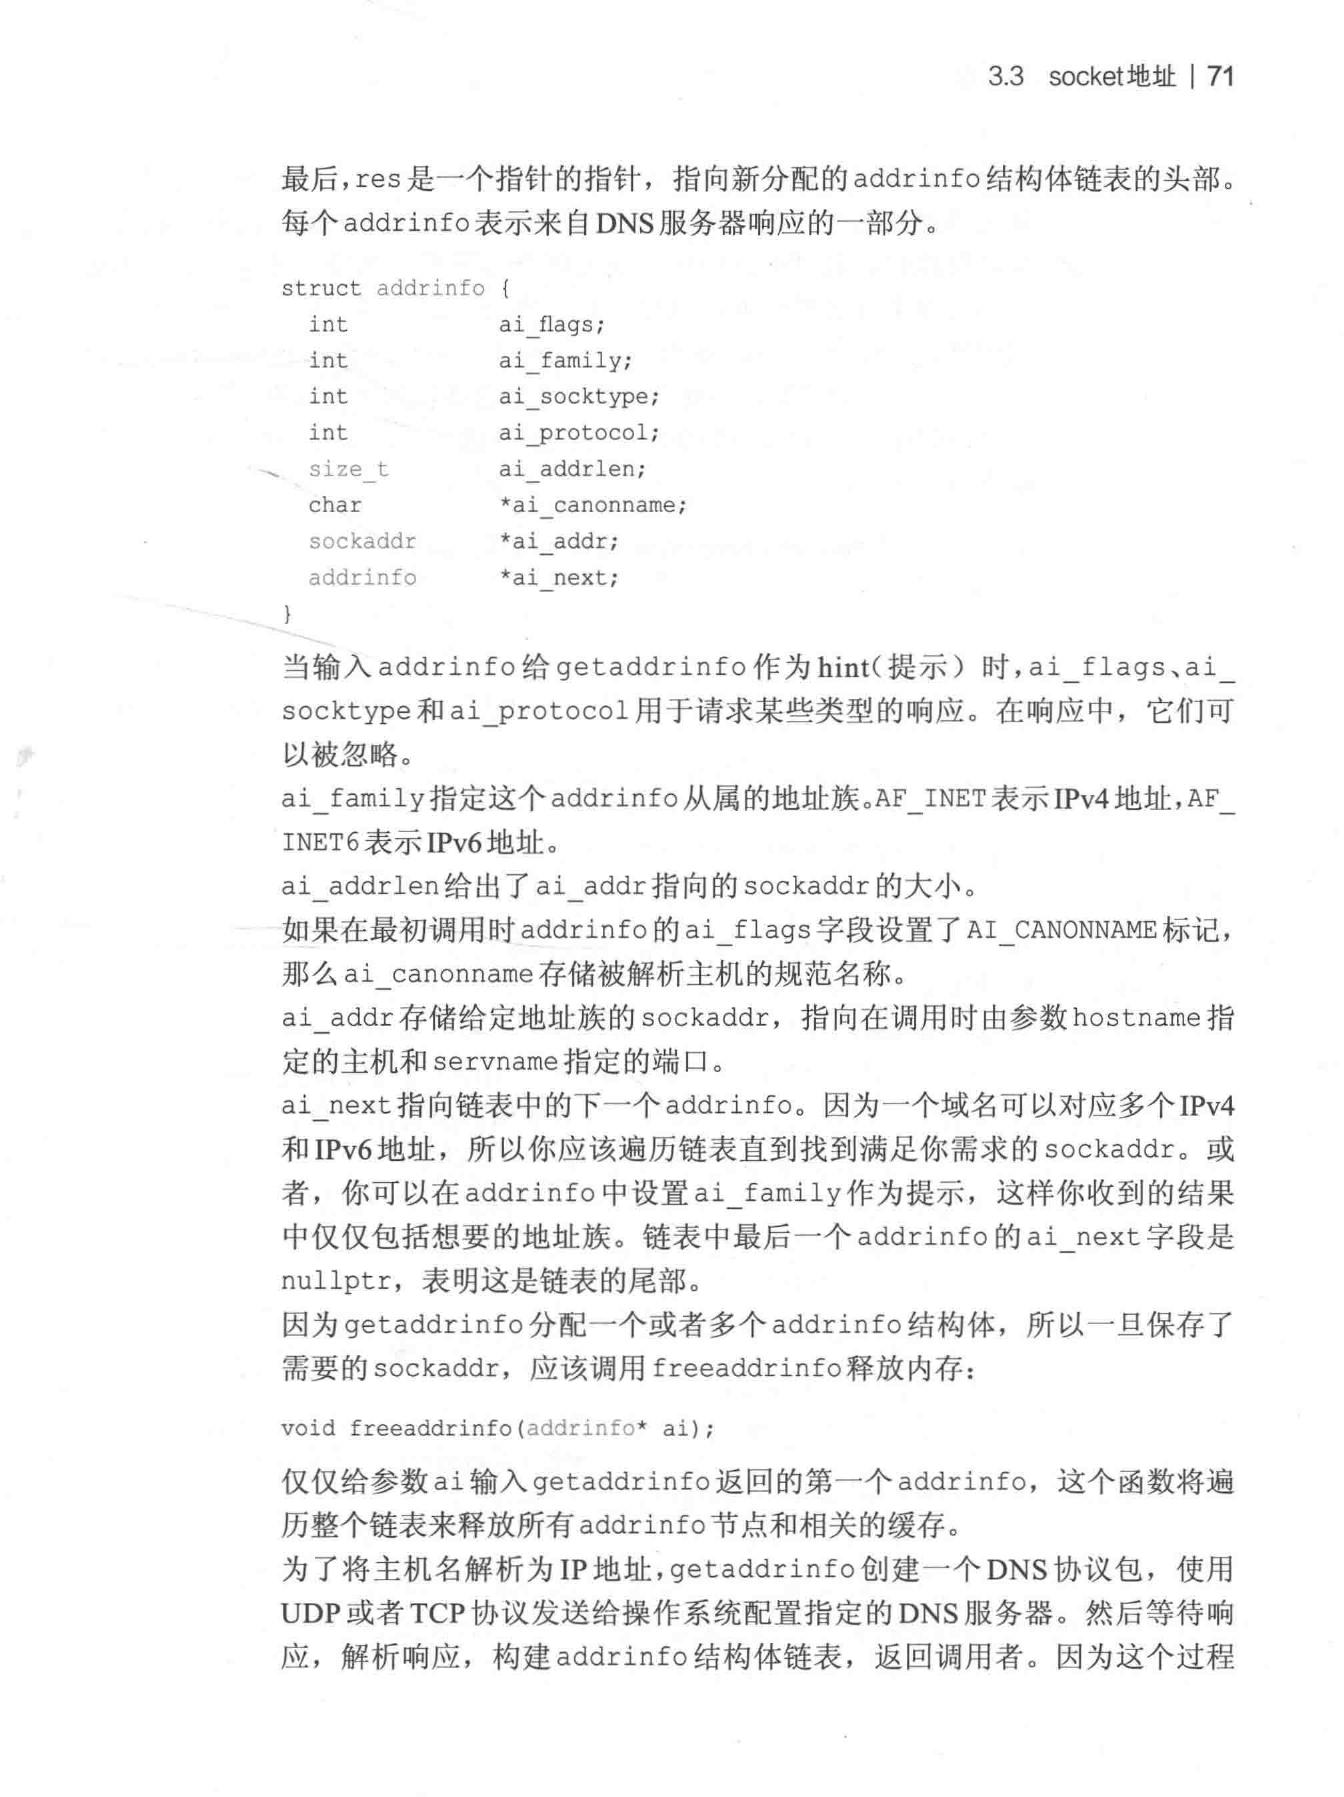 3.3 socket地址 | 71
最后，res是一个指针的指针，指向新分配的addrinfo结构体链表的头部。
每个addrinfo表示来自DNS服务器响应的一部分。
struct addrinfo {
int ai_flags;
int ai_family;
int ai_socktype;
int ai_protocol;
size_t ai_addrlen;
char *ai_canonname;
sockaddr *ai_addr;
addrinfo *ai_next;
}
当输入addrinfo给getaddrinfo作为hint（提示）时，ai_flags、ai_
socktype和ai_protocol用于请求某些类型的响应。在响应中，它们可
以被忽略。
ai_family指定这个addrinfo从属的地址族。AF_INET表示IPv4地址，AF_
INET6表示IPv6地址。
ai_addrlen给出了ai_addr指向的sockaddr的大小。
如果在最初调用时addrinfo的ai_flags字段设置了AI_CANONNAME标记，
那么ai_canonname存储被解析主机的规范名称。
ai_addr存储给定地址族的sockaddr，指向在调用时由参数hostname指
定的主机和servname指定的端口。
ai_next指向链表中的下一个addrinfo。因为一个域名可以对应多个IPv4
和IPv6地址，所以你应该遍历链表直到找到满足你需求的sockaddr。或
者，你可以在addrinfo中设置ai_family作为提示，这样你收到的结果
中仅仅包括想要的地址族。链表中最后一个addrinfo的ai_next字段是
nullptr，表明这是链表的尾部。
因为getaddrinfo分配一个或者多个addrinfo结构体，所以一旦保存了
需要的sockaddr，应该调用freeaddrinfo释放内存：
void freeaddrinfo(addrinfo* ai);
仅仅给参数ai输入getaddrinfo返回的第一个addrinfo，这个函数将遍
历整个链表来释放所有addrinfo节点和相关的缓存。
为了将主机名解析为IP地址，getaddrinfo创建一个DNS协议包，使用
UDP或者TCP协议发送给操作系统配置指定的DNS服务器。然后等待响
应，解析响应，构建addrinfo结构体链表，返回调用者。因为这个过程